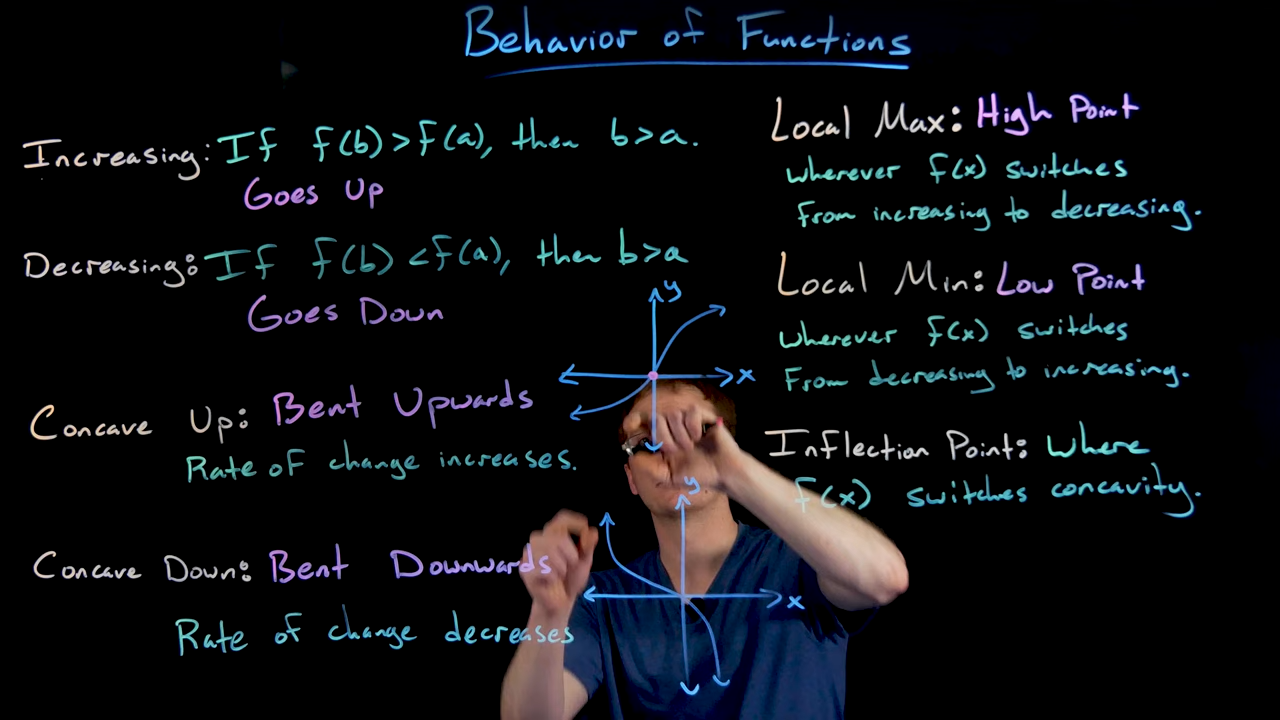 Behavior of Functions
Increasing: If f(b) > f(a), then b > a.
Goes Up
Decreasing: If f(b) < f(a), then b > a
Goes Down
Concave Up: Bent Upwards
Rate of change increases.
Concave Down: Bent Downwards
Rate of change decreases
y
x
y
x
Local Max: High Point
wherever f(x) switches
From increasing to decreasing.
Local Min: Low Point
wherever f(x) switches
From decreasing to increasing.
Inflection Point: Where
f(x) switches concavity.